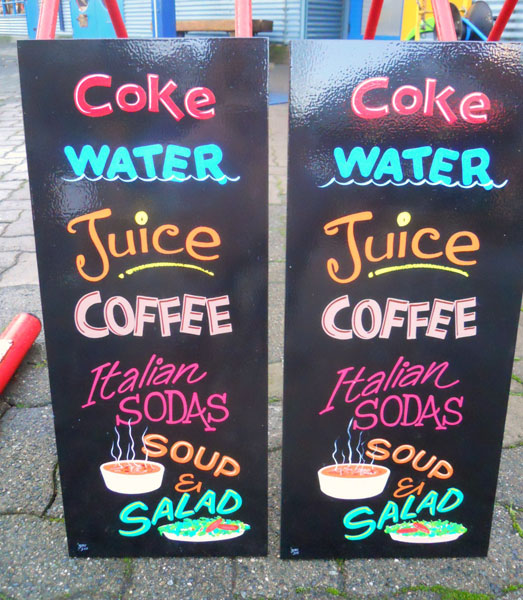 Coke
WATER
Juice
COFFEE
Italian
SODAS
SOUP
&
SALAD
Coke
WATER
Juice
COFFEE
Italian
SODAS
SOUP
&
SALAD